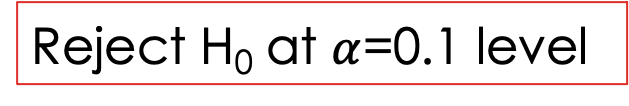 Reject H₀ at α=0.1 level